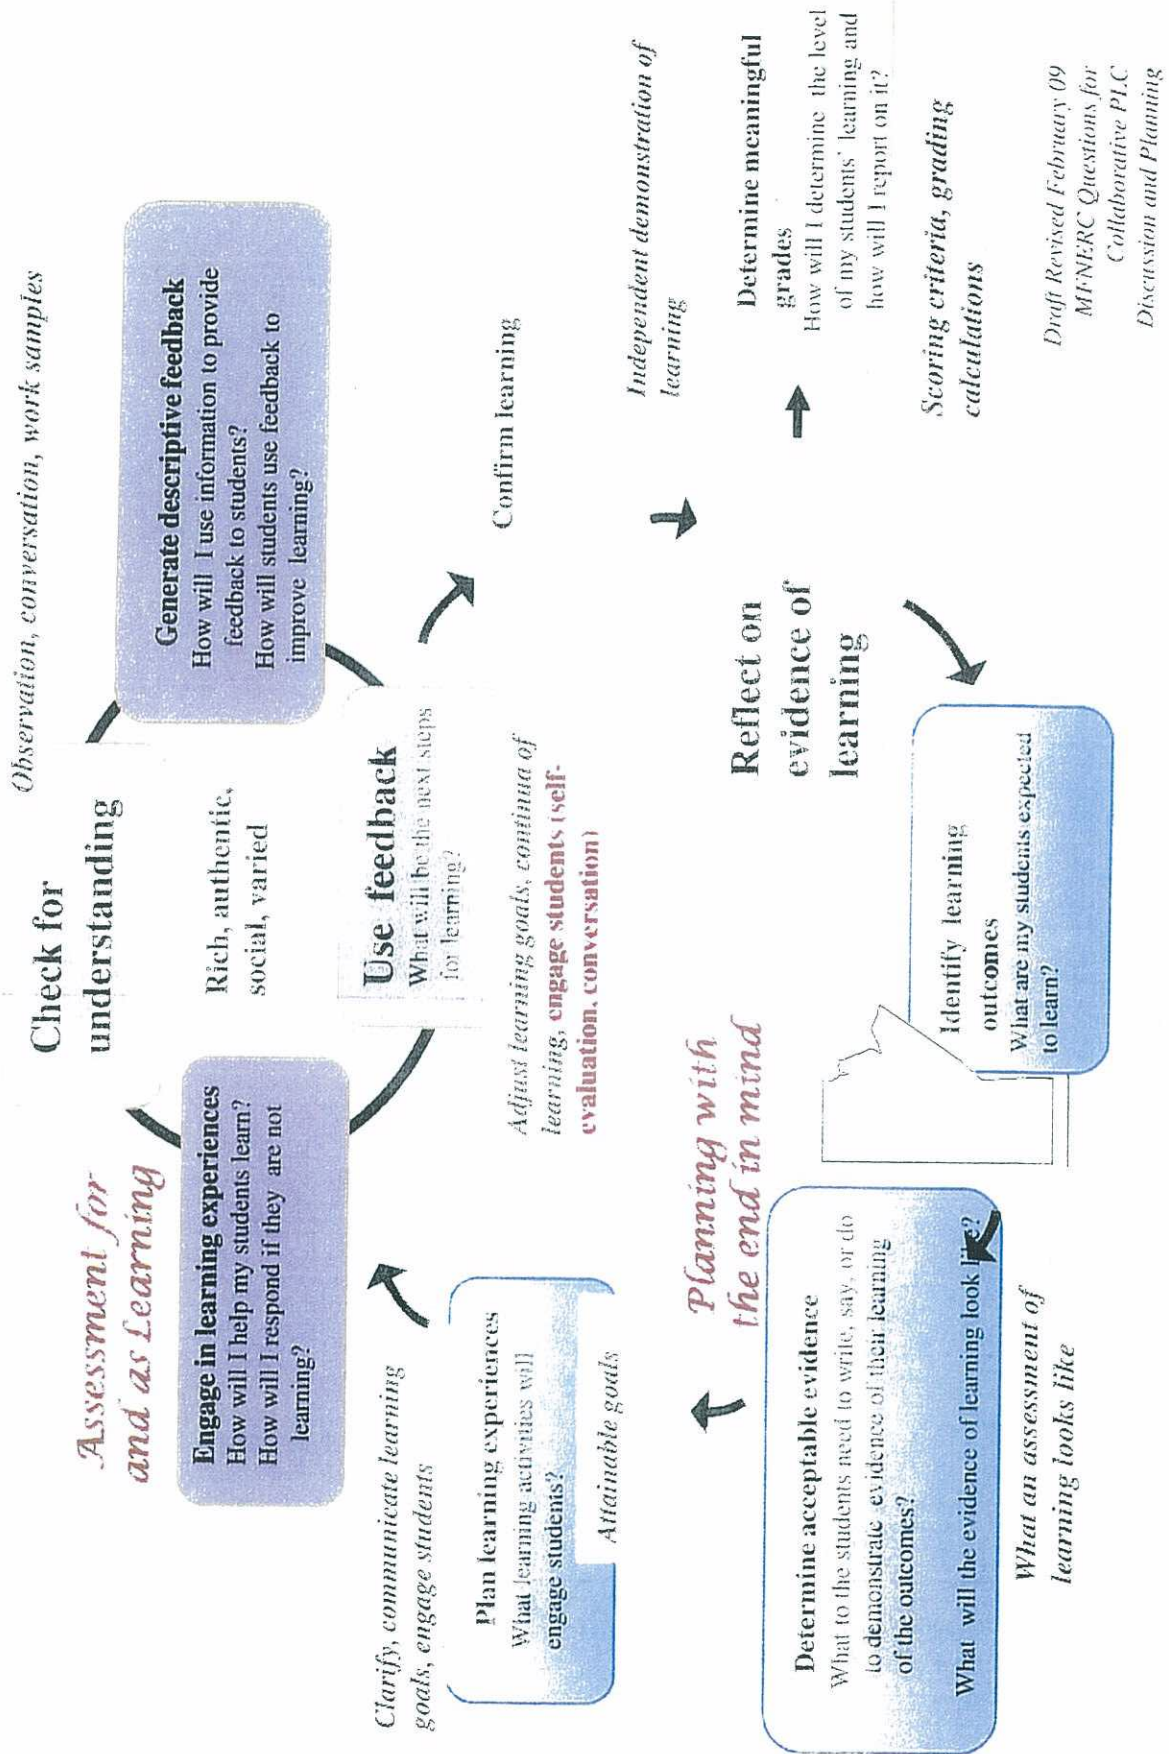 Observation, conversation, work samples
Check for
understanding
Assessment for
and as Learning
Generate descriptive feedback
How will I use information to provide
feedback to students?
How will students use feedback to
improve learning?
Rich, authentic,
social, varied
Engage in learning experiences
How will I help my students learn?
How will I respond if they are not
learning?
Use feedback
What will be the next steps
for learning?
Confirm learning
Adjust learning goals, continua of
learning, engage students (self-
evaluation, conversation)
Clarify, communicate learning
goals, engage students
Plan learning experiences
What learning activities will
engage students?
Attainable goals
Independent demonstration of
learning
Planning with
the end in mind
Reflect on
evidence of
learning
Determine meaningful
grades
How will I determine the level
of my students' learning and
how will I report on it?
Scoring criteria, grading
calculations
Identify learning
outcomes
What are my students expected
to learn?
Determine acceptable evidence
What to the students need to write, say, or do
to demonstrate evidence of their learning
of the outcomes?
What will the evidence of learning look like?
What an assessment of
learning looks like
Draft Revised February 09
MFNERC Questions for
Collaborative PLC
Discussion and Planning